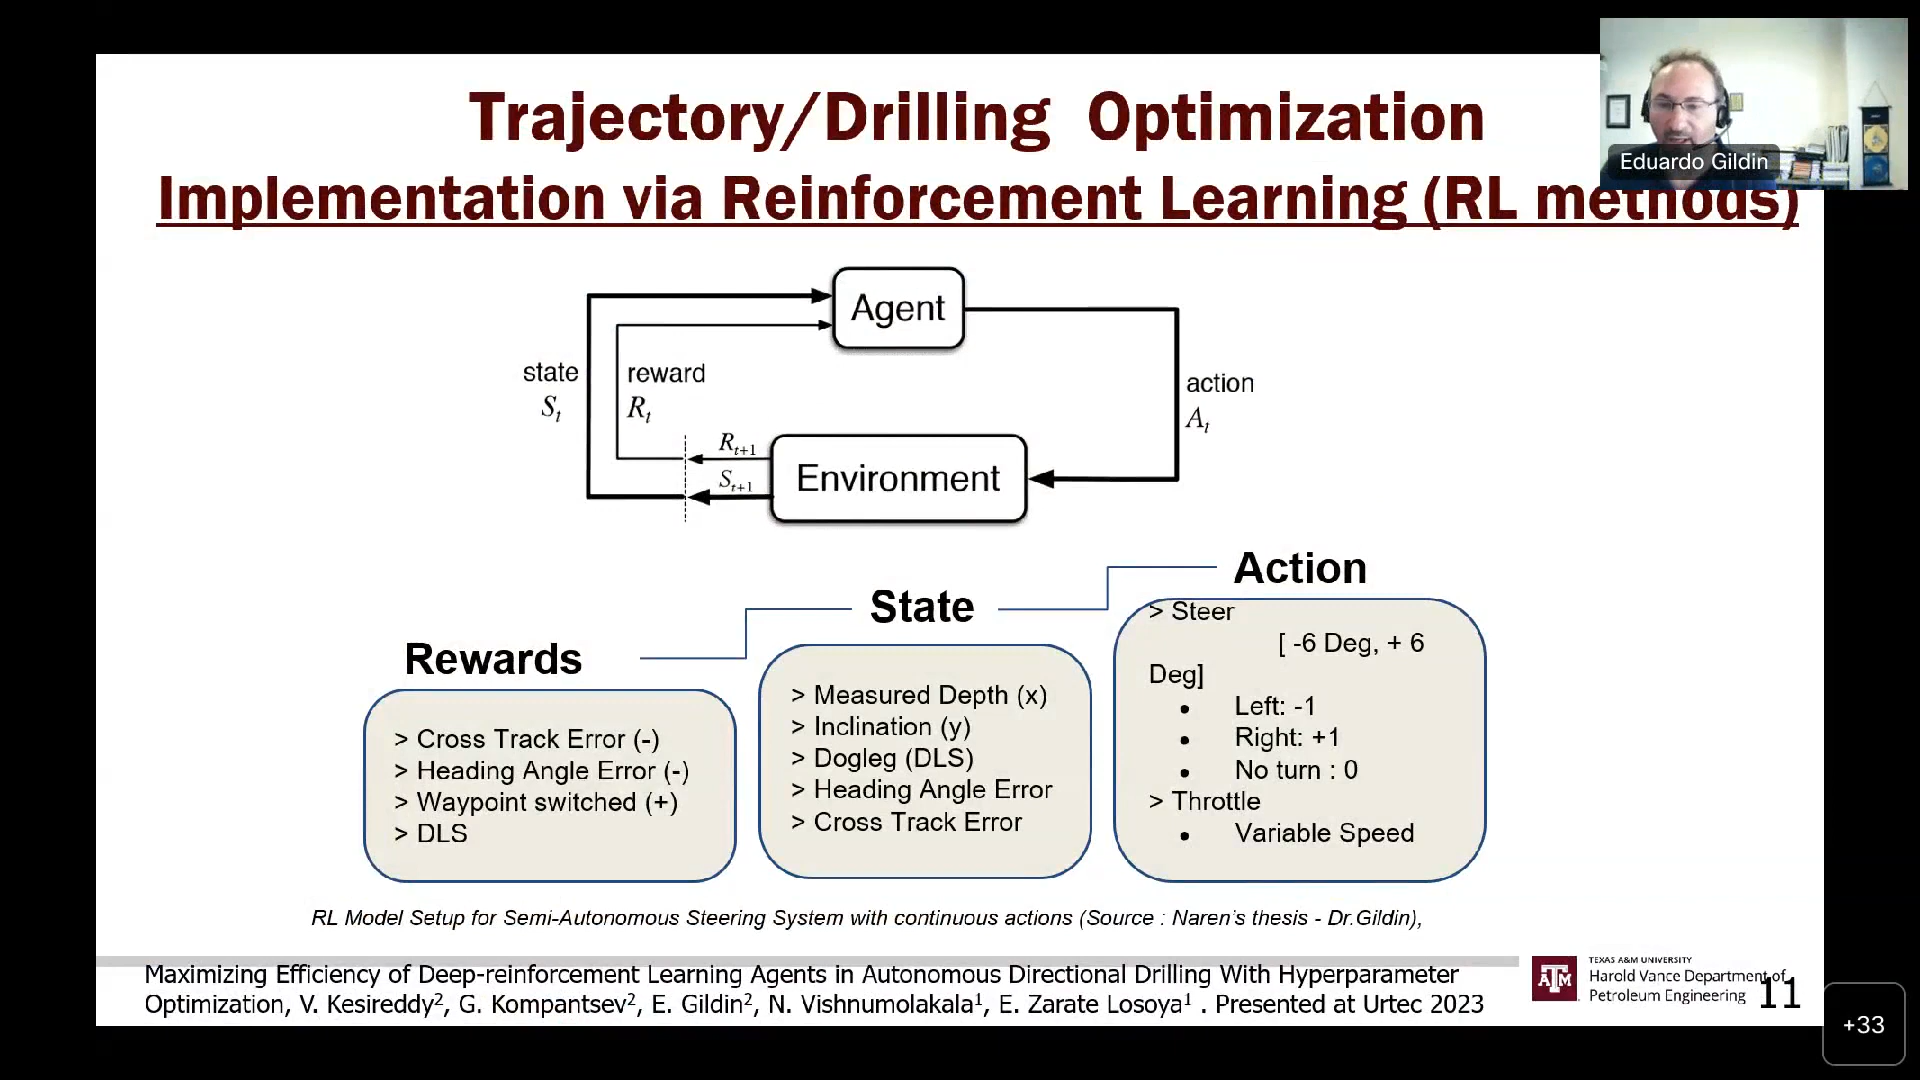 Trajectory/Drilling Optimization
Eduardo Gildin
Implementation via Reinforcement Learning (RL methods)
Agent
state
S_t
reward
R_t
action
A_t
R_{t+1}
S_{t+1}
Environment
Rewards
> Cross Track Error (-)
> Heading Angle Error (-)
> Waypoint switched (+)
> DLS
State
> Measured Depth (x)
> Inclination (y)
> Dogleg (DLS)
> Heading Angle Error
> Cross Track Error
Action
> Steer
[ -6 Deg, + 6
Deg]
• Left: -1
• Right: +1
• No turn : 0
> Throttle
• Variable Speed
RL Model Setup for Semi-Autonomous Steering System with continuous actions (Source : Naren's thesis - Dr.Gildin),
Maximizing Efficiency of Deep-reinforcement Learning Agents in Autonomous Directional Drilling With Hyperparameter
Optimization, V. Kesireddy², G. Kompantsev², E. Gildin², N. Vishnumolakala¹, E. Zarate Losoya¹ . Presented at Urtec 2023
ATM
TEXAS A&M UNIVERSITY
Harold Vance Department of
Petroleum Engineering
11
+33